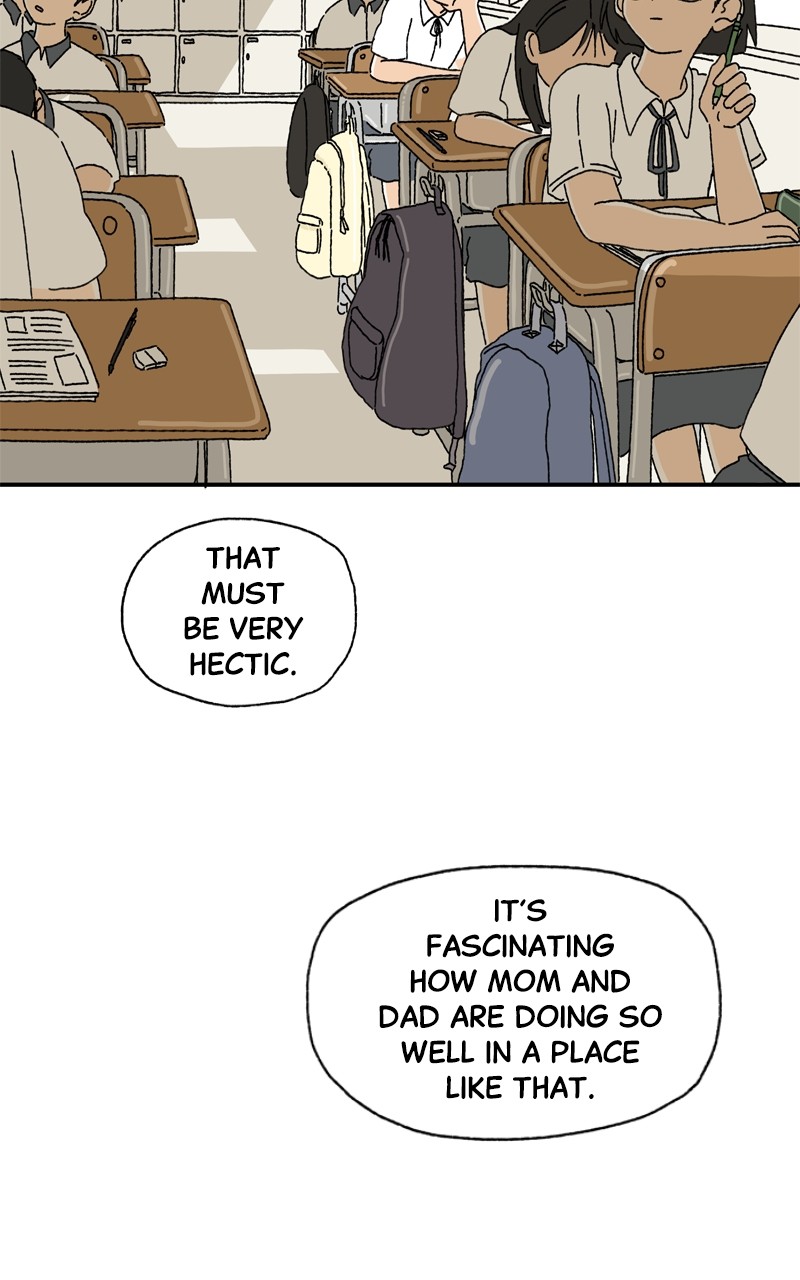 THAT
MUST
BE VERY
HECTIC.
IT'S
FASCINATING
HOW MOM AND
DAD ARE DOING SO
WELL IN A PLACE
LIKE THAT.